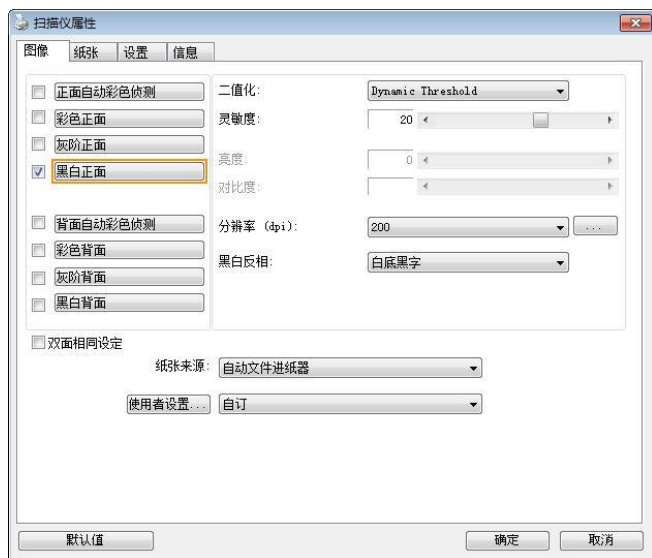 扫描仪属性
图像 纸张 设置 信息
正面自动彩色侦测
彩色正面
灰阶正面
黑白正面
背面自动彩色侦测
彩色背面
灰阶背面
黑白背面
二值化: Dynamic Threshold
灵敏度: 20
亮度: 0
对比度:
分辨率 (dpi): 200 ...
黑白反相: 白底黑字
双面相同设定
纸张来源: 自动文件进纸器
使用者设置... 自订
默认值 确定 取消